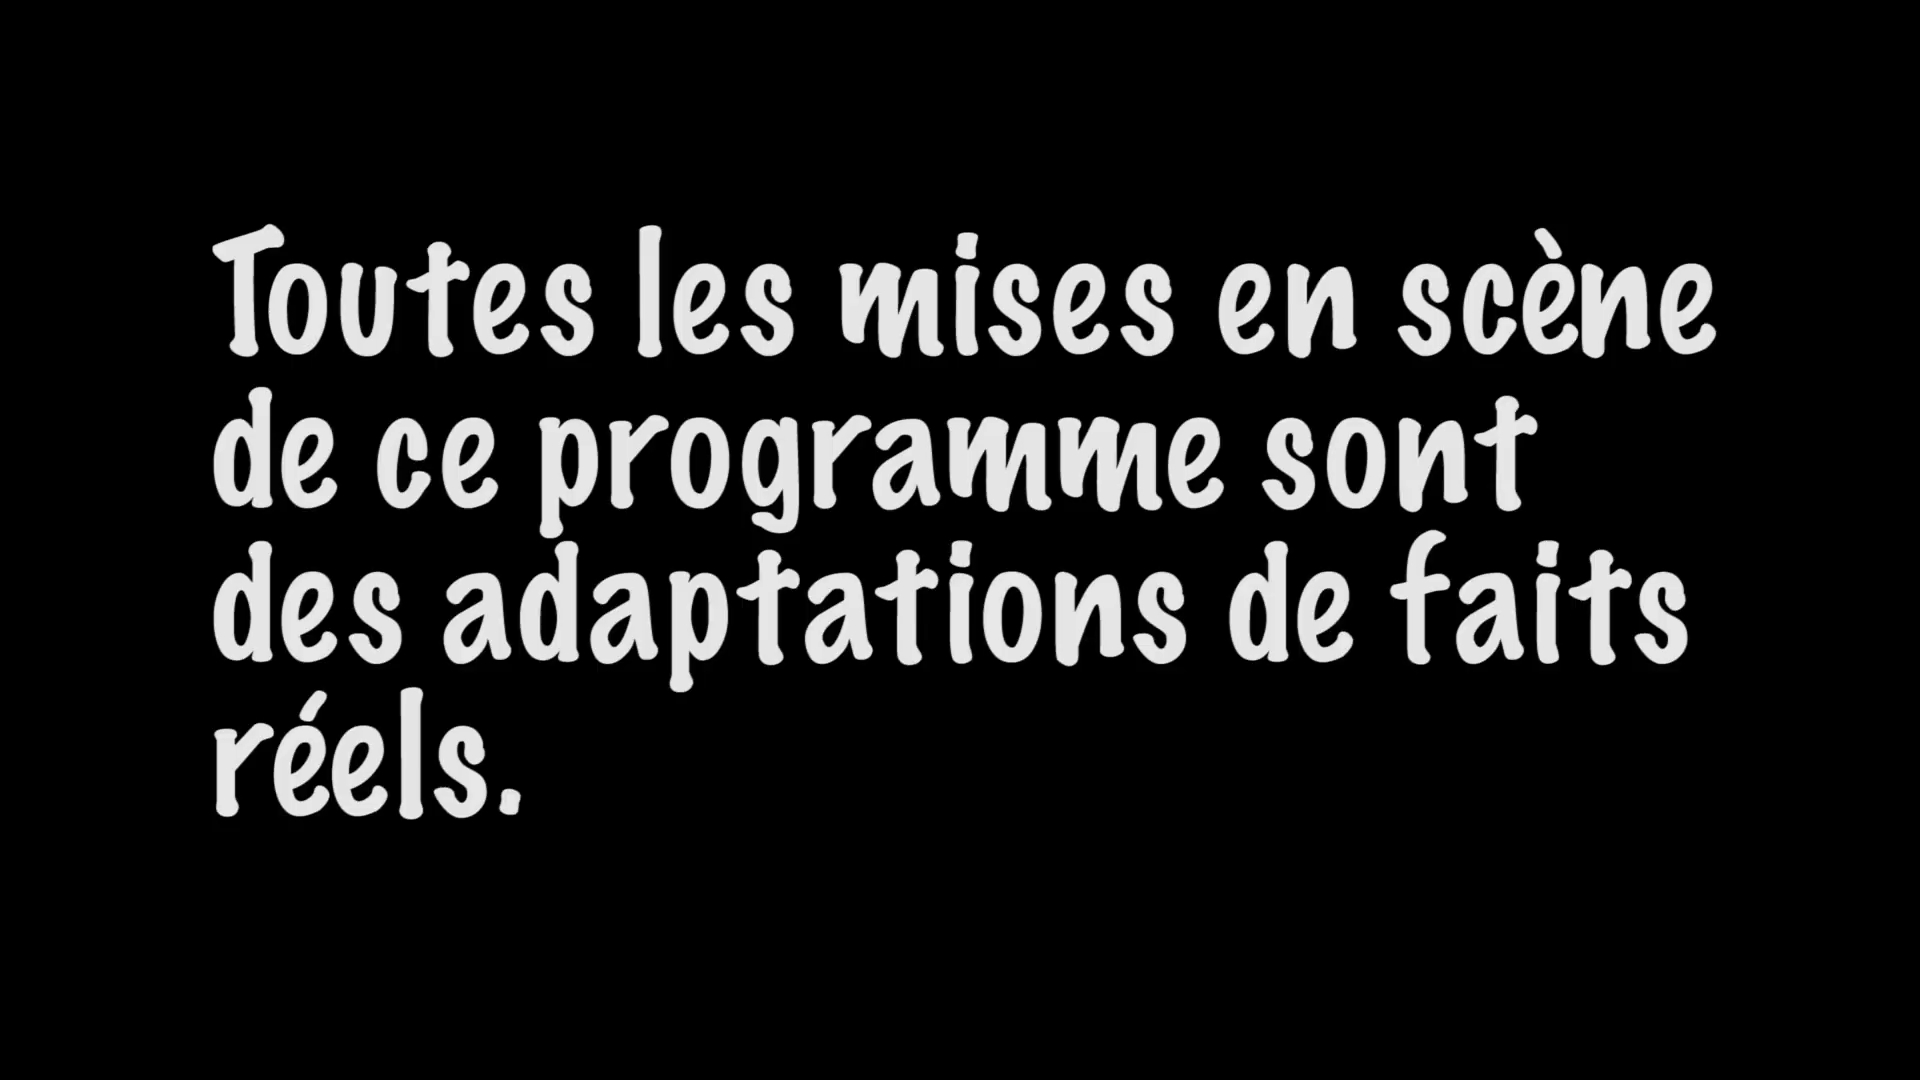 Toutes les mises en scène
de ce programme sont
des adaptations de faits
réels.